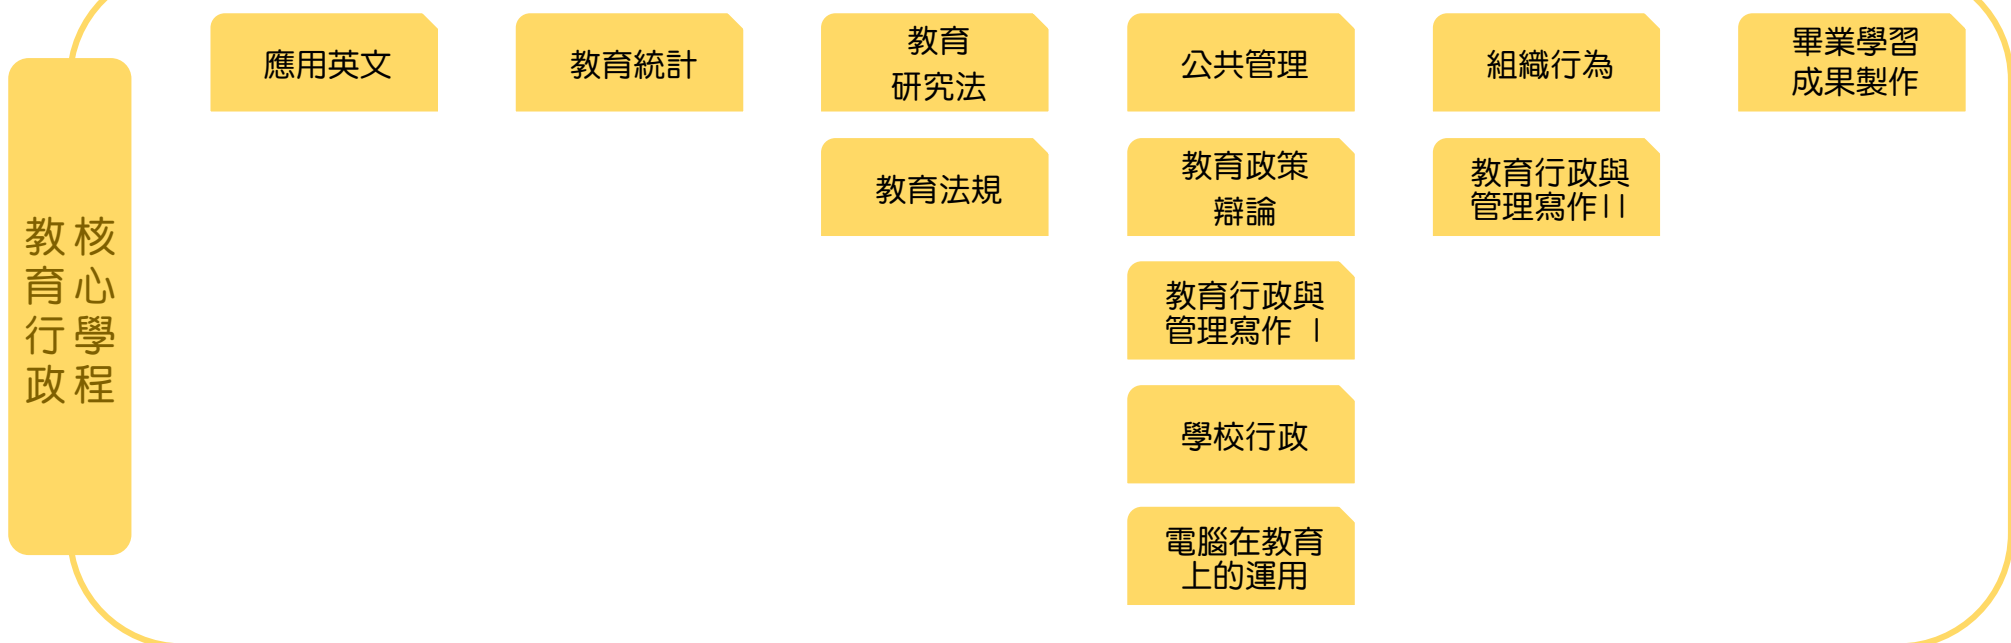 教育行政
核心學程
應用英文
教育統計
教育
研究法
公共管理
組織行為
畢業學習
成果製作
教育法規
教育政策
辯論
教育行政與
管理寫作II
教育行政與
管理寫作 I
學校行政
電腦在教育
上的運用